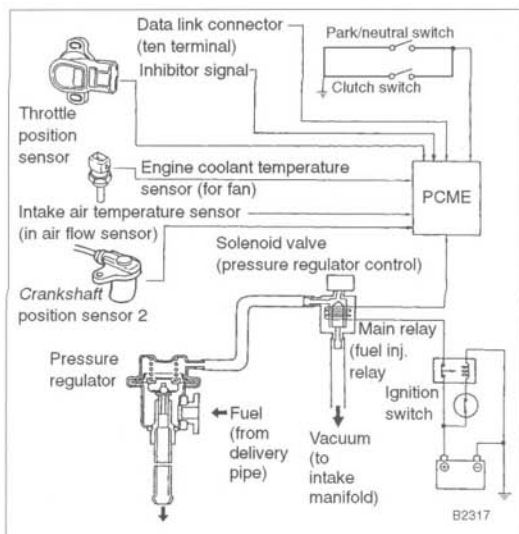 Data link connector
(ten terminal)
Inhibitor signal
Park/neutral switch
Clutch switch
Throttle
position
sensor
Engine coolant temperature
sensor (for fan)
PCME
Intake air temperature sensor
(in air flow sensor)
Solenoid valve
(pressure regulator control)
Crankshaft
position sensor 2
Main relay
(fuel inj.
relay
Pressure
regulator
Ignition
switch
Fuel
(from
delivery
pipe)
Vacuum
(to
intake
manifold)
B2317